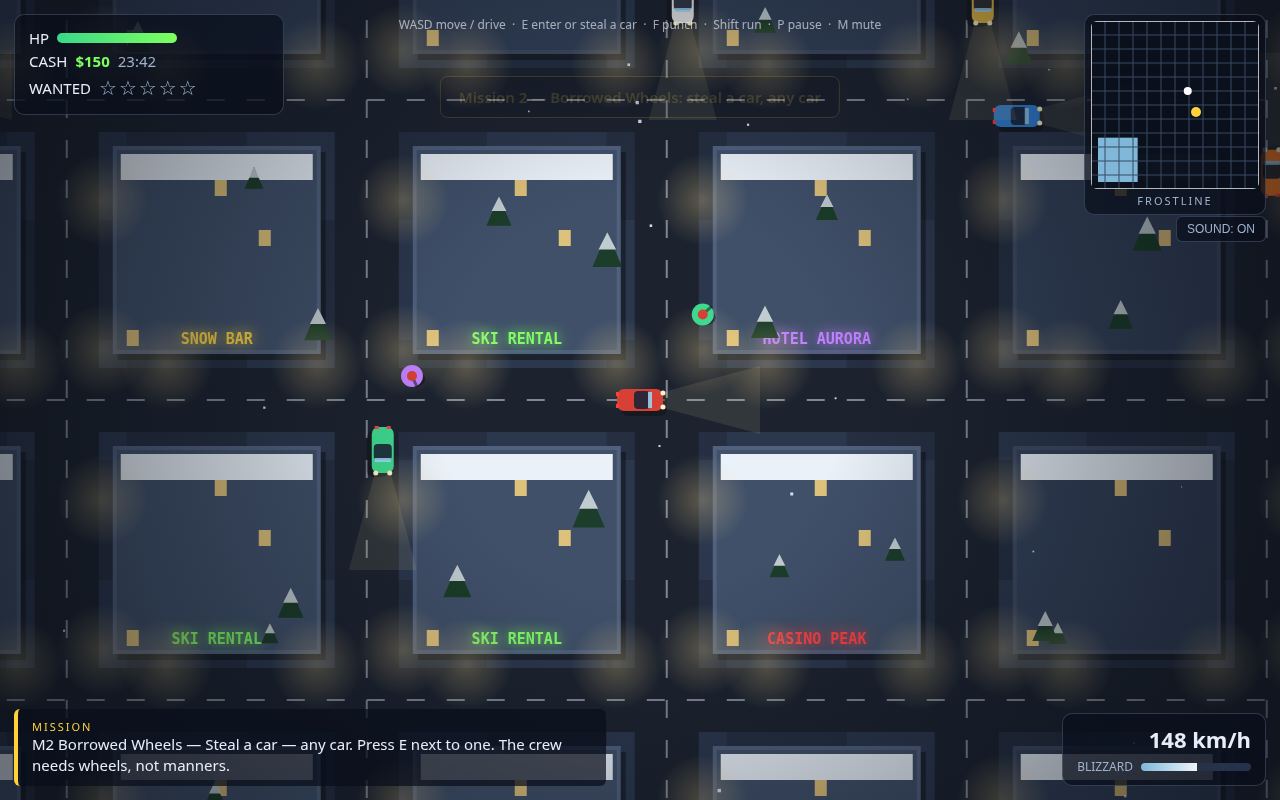 WASD move / drive · E enter or steal a car · F punch · Shift run · P pause · M mute
HP
CASH $150 23:42
WANTED ☆☆☆☆☆
Mission 2 — Borrowed Wheels: steal a car, any car.
FROSTLINE
SOUND: ON
SNOW BAR
SKI RENTAL
HOTEL AURORA
SKI RENTAL
SKI RENTAL
CASINO PEAK
MISSION
M2 Borrowed Wheels — Steal a car — any car. Press E next to one. The crew
needs wheels, not manners.
148 km/h
BLIZZARD